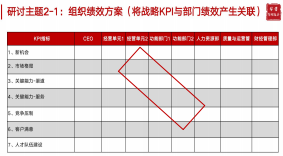 研讨主题2-1：组织绩效方案（将战略KPI与部门绩效产生关联）
KPI指标 CEO 经营单元1 经营单元2 功能部门1 功能部门2 人力资源部 质量与运营部 财经管理部
1、新机会
2、市场格局
3、关键能力-渠道
4、关键能力-服务
5、竞争压制
6、客户满意
7、人才队伍建设